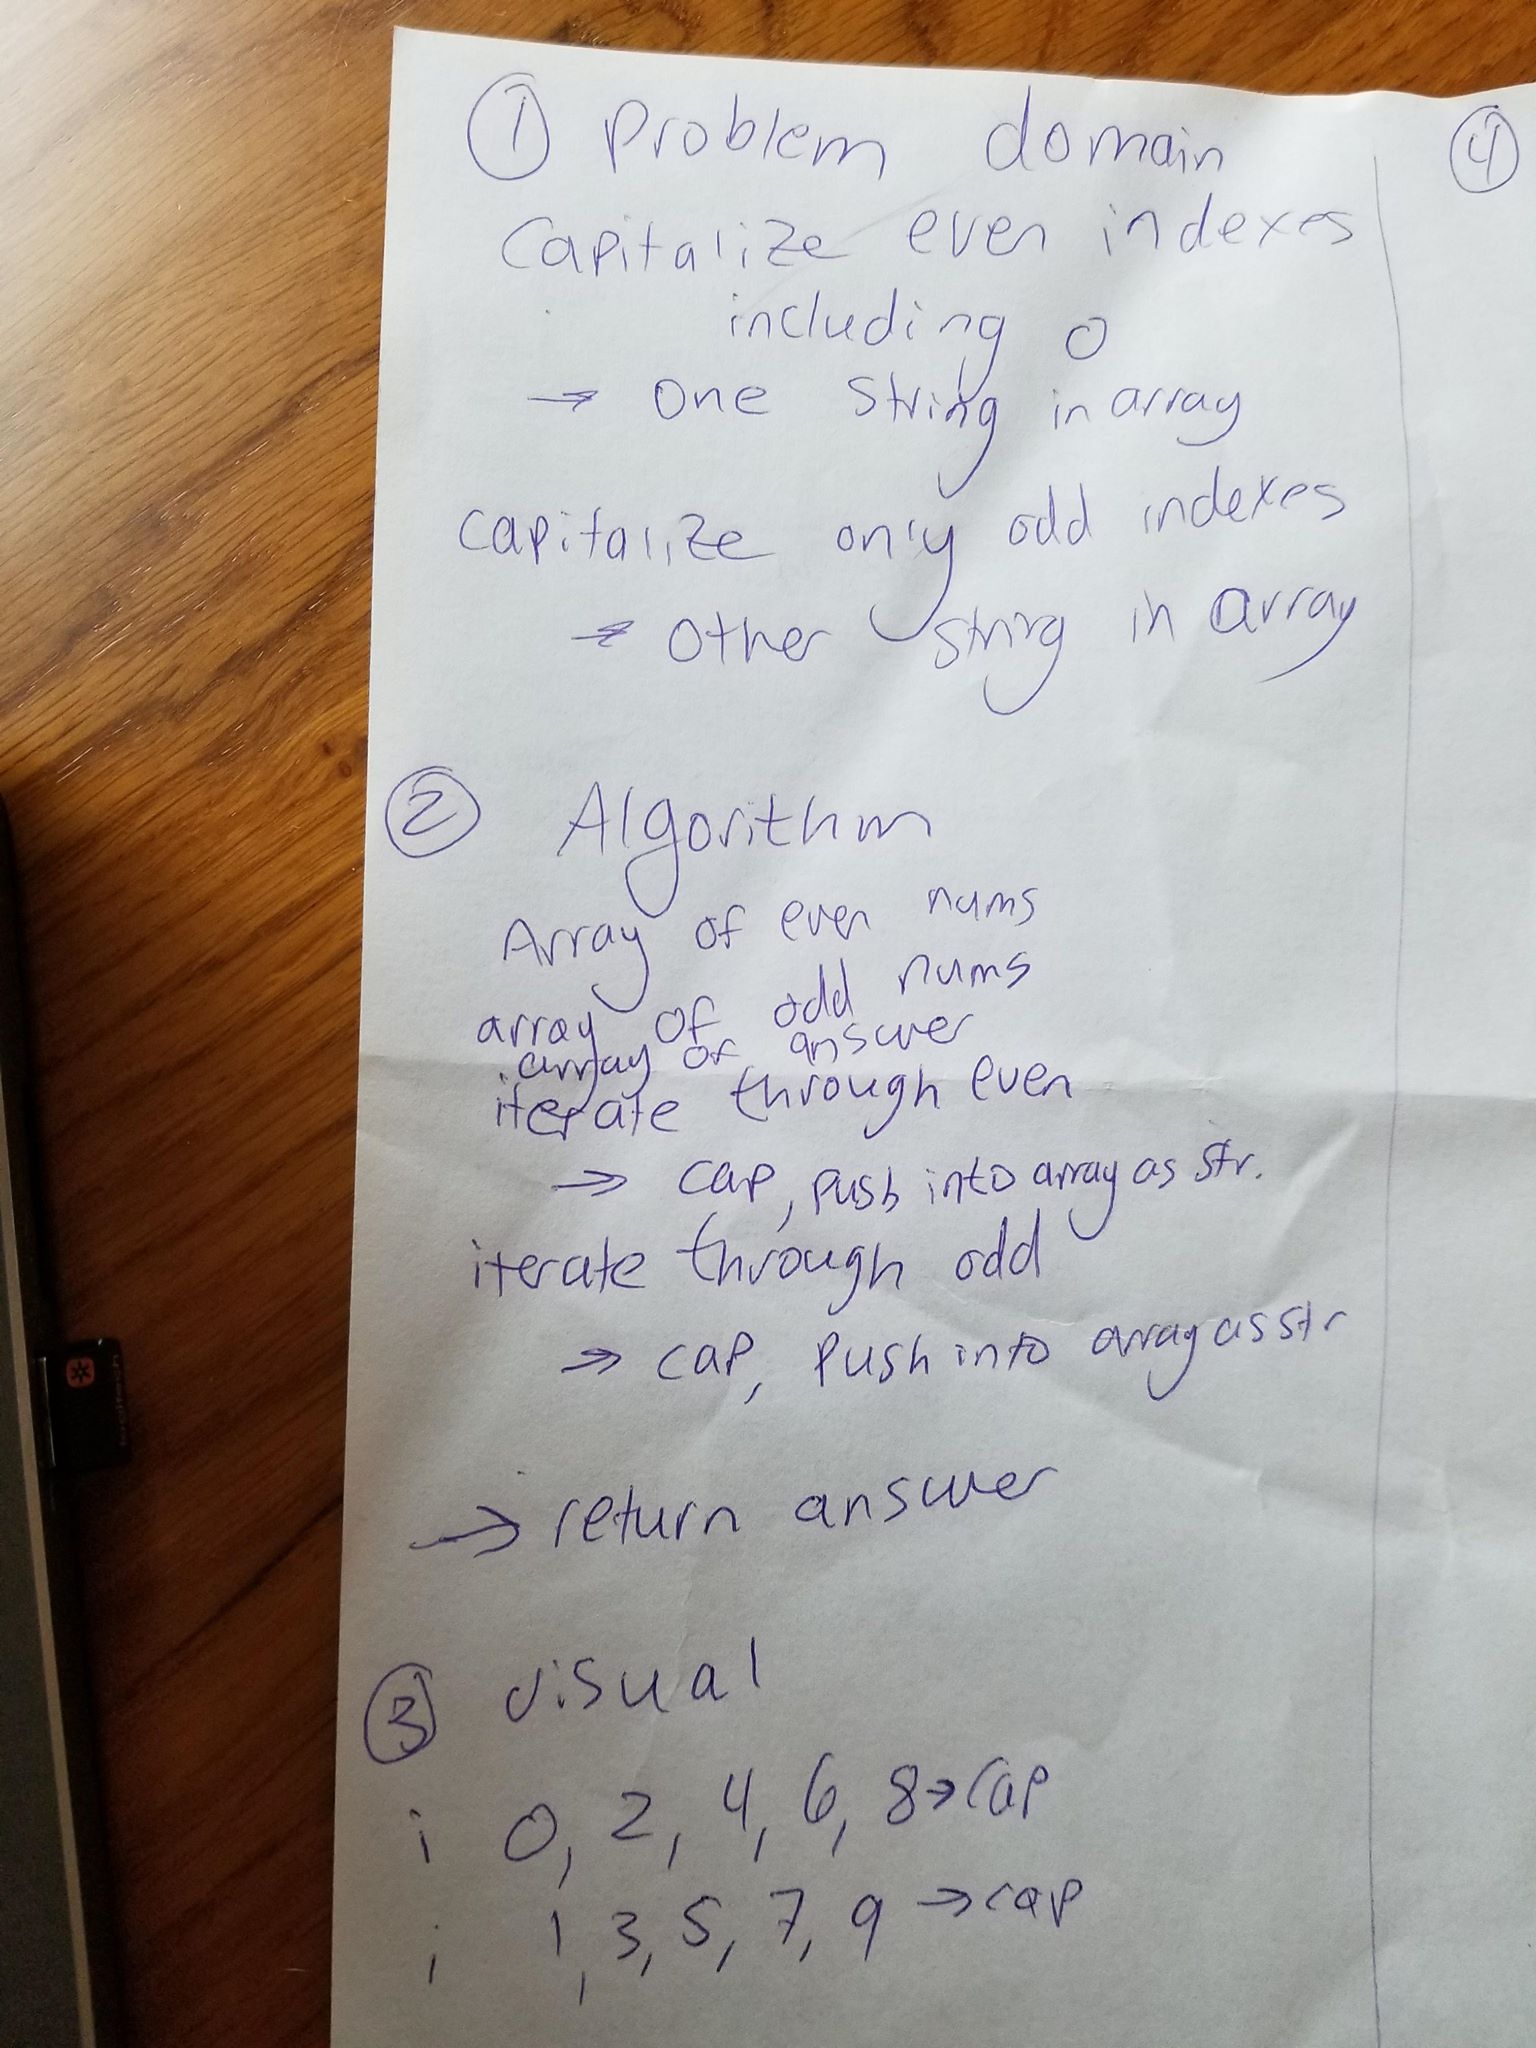 ① Problem domain
Capitalize even indexes
including 0
→ one string in array
capitalize only odd indexes
→ other string in array
② Algorithm
Array of even nums
array of odd nums
array of answer
iterate through even
→ cap, push into array as str.
iterate through odd
→ cap, push into array as str
→ return answer
③ visual
i 0, 2, 4, 6, 8 → cap
i 1, 3, 5, 7, 9 → cap
④